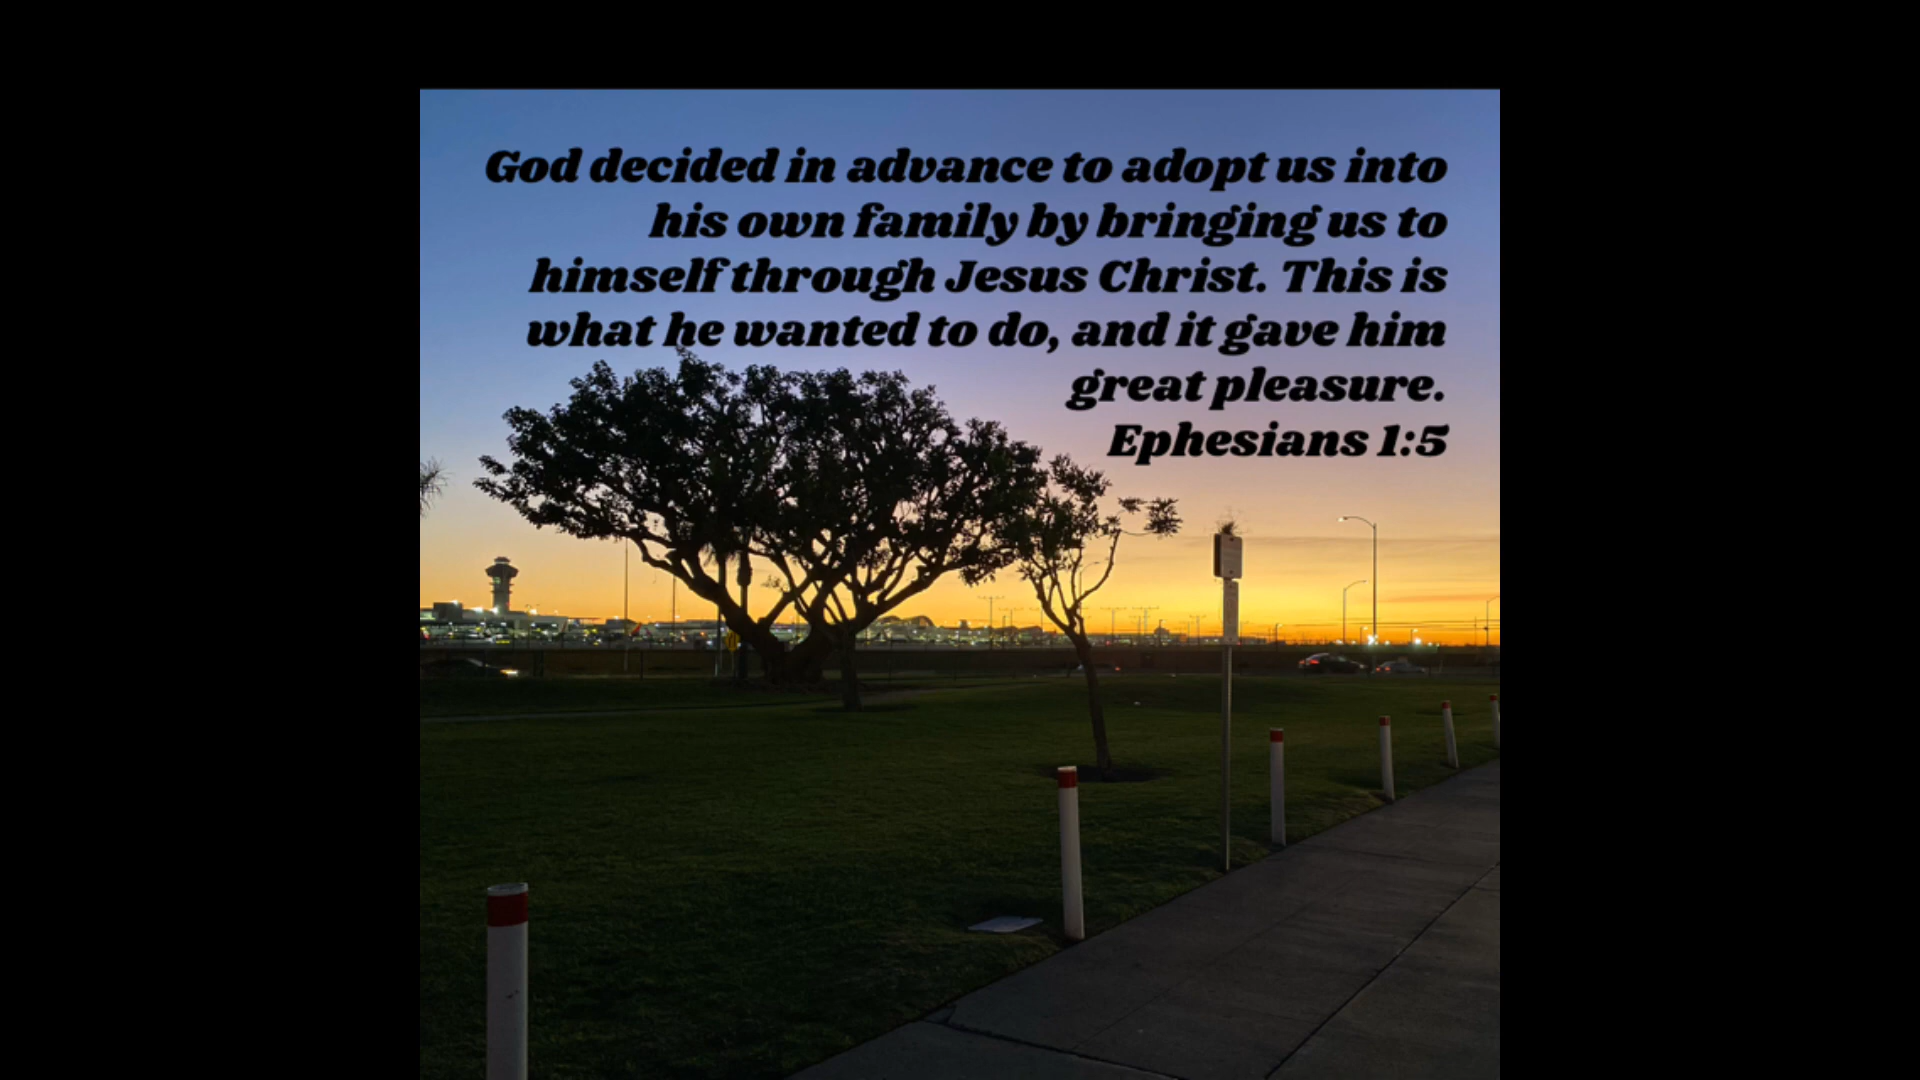 God decided in advance to adopt us into
his own family by bringing us to
himself through Jesus Christ. This is
what he wanted to do, and it gave him
great pleasure.
Ephesians 1:5